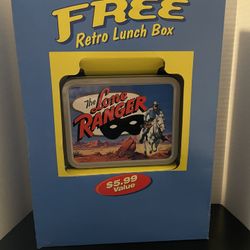 FREE
Retro Lunch Box
The Lone
RANGER
$5.99
Value